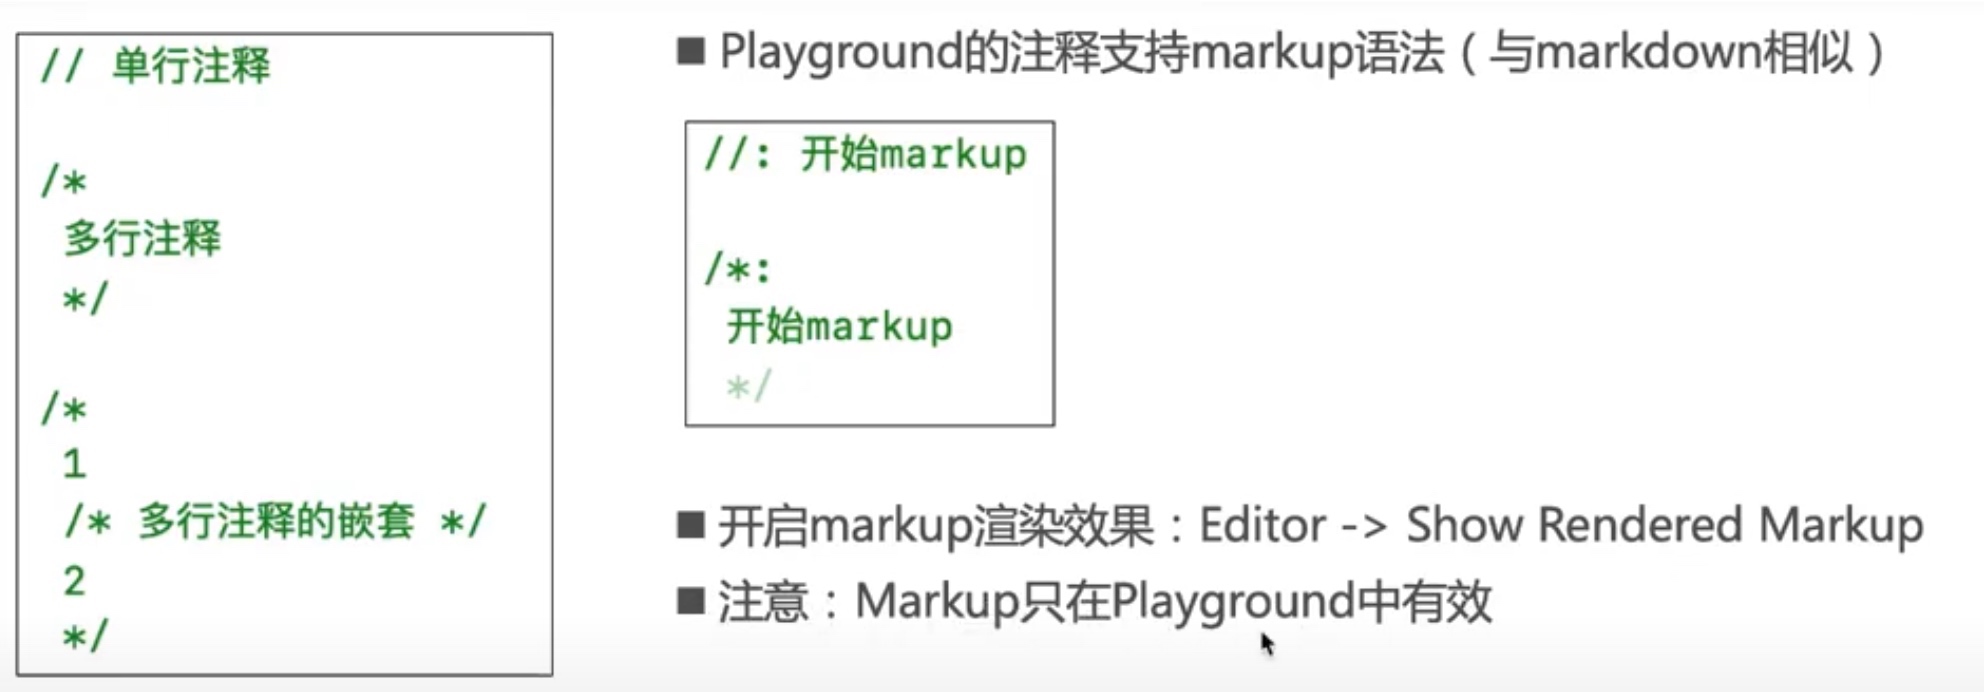 // 单行注释
/*
多行注释
*/
/*
1
/* 多行注释的嵌套 */
2
*/
■ Playground的注释支持markup语法（与markdown相似）
//: 开始markup
/*:
开始markup
*/
■ 开启markup渲染效果：Editor -> Show Rendered Markup
■ 注意：Markup只在Playground中有效